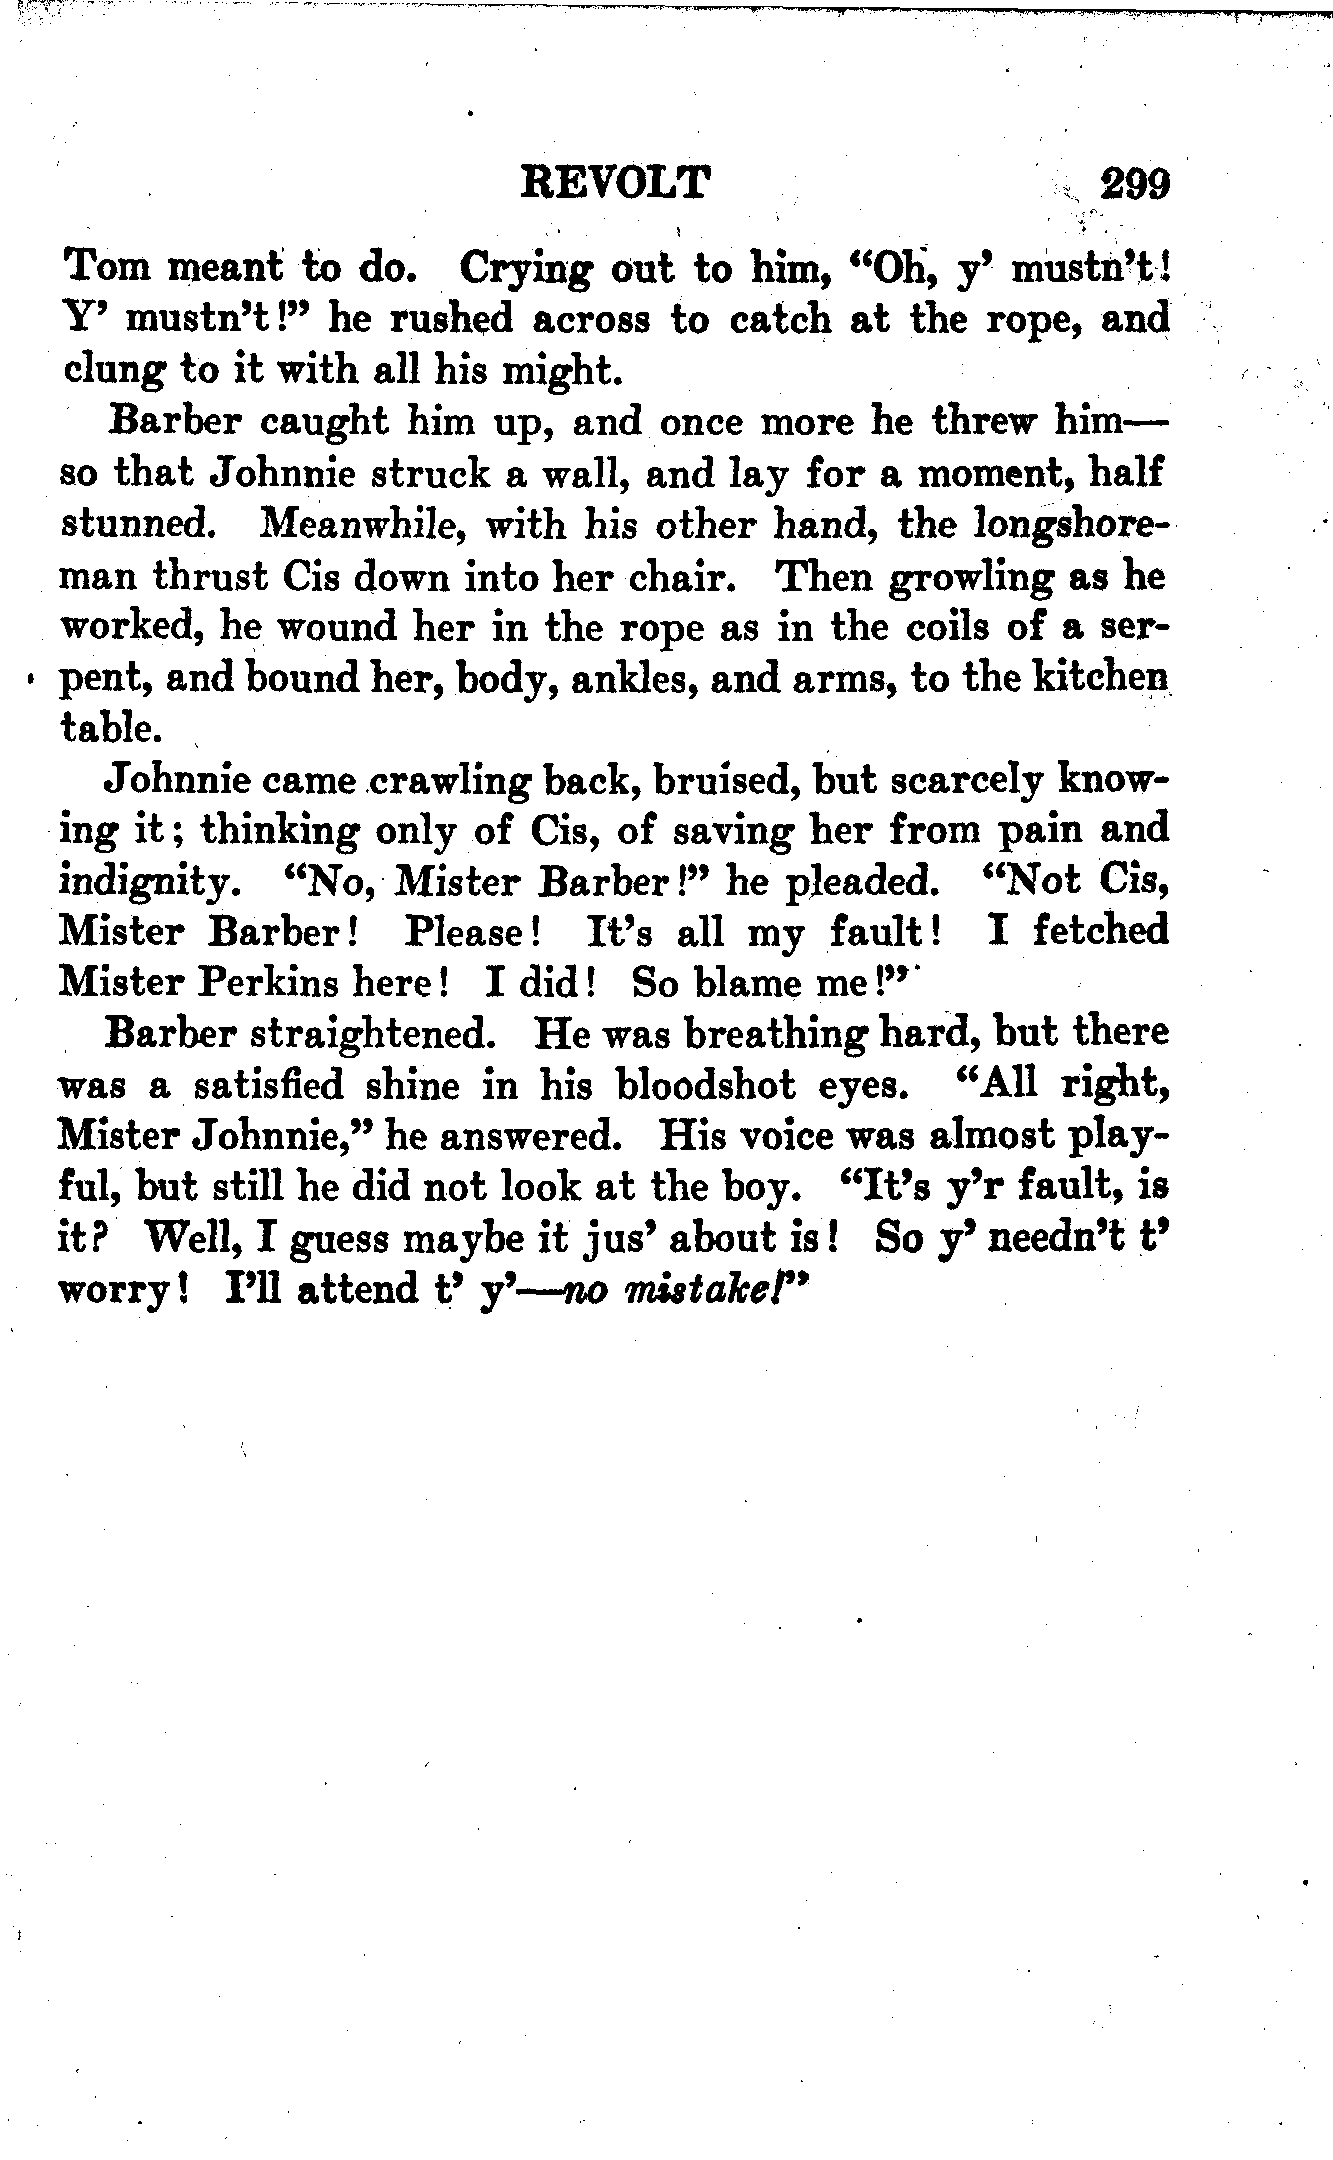 REVOLT 299
Tom meant to do. Crying out to him, “Oh, y’ mustn’t!
Y’ mustn’t!” he rushed across to catch at the rope, and
clung to it with all his might.
Barber caught him up, and once more he threw him—
so that Johnnie struck a wall, and lay for a moment, half
stunned. Meanwhile, with his other hand, the longshore-
man thrust Cis down into her chair. Then growling as he
worked, he wound her in the rope as in the coils of a ser-
pent, and bound her, body, ankles, and arms, to the kitchen
table.
Johnnie came crawling back, bruised, but scarcely know-
ing it; thinking only of Cis, of saving her from pain and
indignity. “No, Mister Barber!” he pleaded. “Not Cis,
Mister Barber! Please! It’s all my fault! I fetched
Mister Perkins here! I did! So blame me!”
Barber straightened. He was breathing hard, but there
was a satisfied shine in his bloodshot eyes. “All right,
Mister Johnnie,” he answered. His voice was almost play-
ful, but still he did not look at the boy. “It’s y’r fault, is
it? Well, I guess maybe it jus’ about is! So y’ needn’t t’
worry! I’ll attend t’ y’—no mistake!”